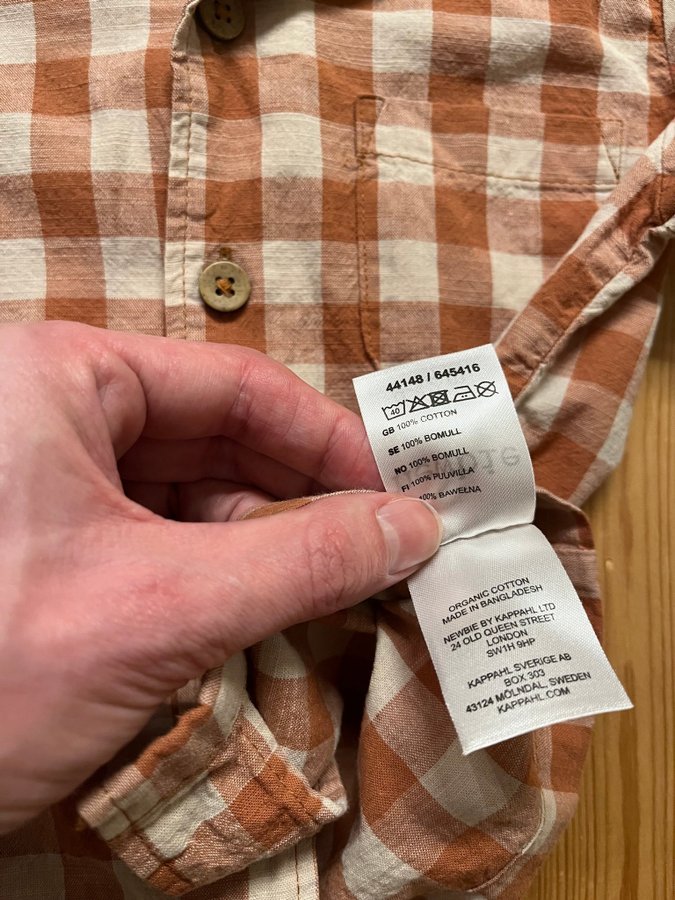 44148 / 645416
40
GB 100% COTTON
SE 100% BOMULL
NO 100% BOMULL
FI 100% PUUVILLA
100% BAWEŁNA
ORGANIC COTTON
MADE IN BANGLADESH
NEWBIE BY KAPPAHL LTD
24 OLD QUEEN STREET
LONDON
SW1H 9HP
KAPPAHL SVERIGE AB
BOX 303
43124 MÖLNDAL, SWEDEN
KAPPAHL.COM